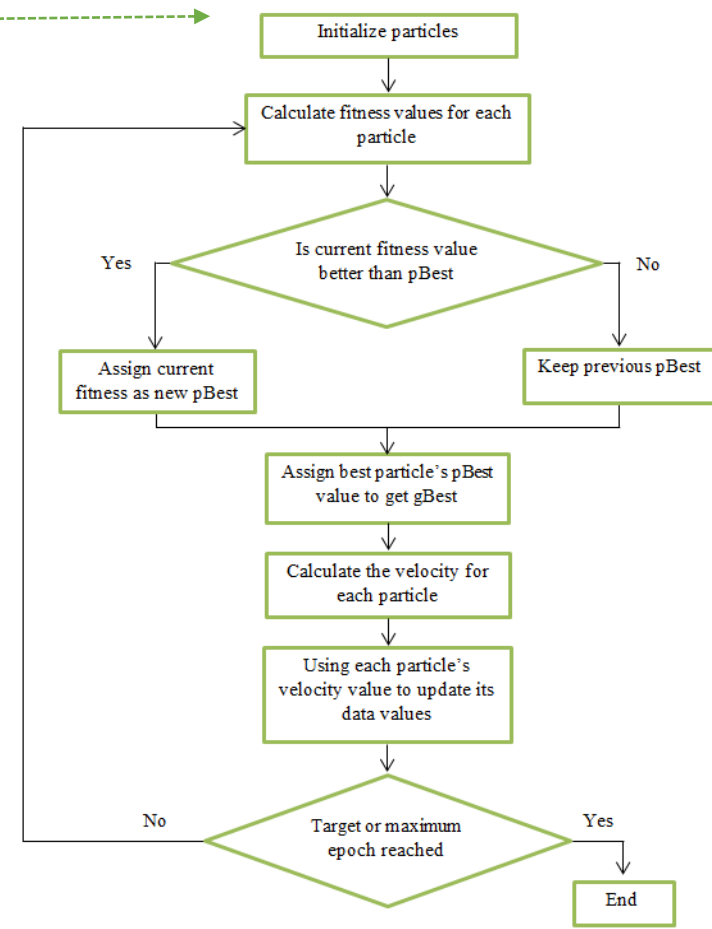 Initialize particles
Calculate fitness values for each
particle
Is current fitness value
better than pBest
Yes
No
Assign current
fitness as new pBest
Keep previous pBest
Assign best particle's pBest
value to get gBest
Calculate the velocity for
each particle
Using each particle's
velocity value to update its
data values
No
Target or maximum
epoch reached
Yes
End